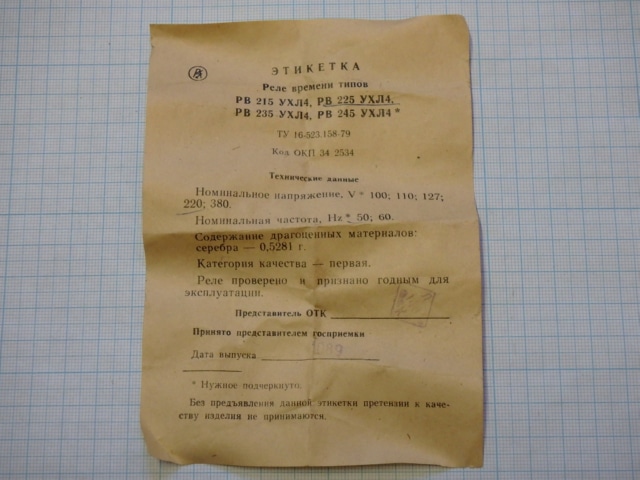 ЭТИКЕТКА
Реле времени типов
РВ 215 УХЛ4, РВ 225 УХЛ4,
РВ 235 УХЛ4, РВ 245 УХЛ4*
ТУ 16-523.158-79
Код ОКП 34 2534
Технические данные
Номинальное напряжение, V* 100; 110; 127;
220; 380.
Номинальная частота, Hz* 50; 60.
Содержание драгоценных материалов:
серебра — 0,5281 г.
Категория качества — первая.
Реле проверено и признано годным для
эксплуатации.
Представитель ОТК
Принято представителем госприемки
Дата выпуска
* Нужное подчеркнуто.
Без предъявления данной этикетки претензии к каче-
ству изделия не принимаются.